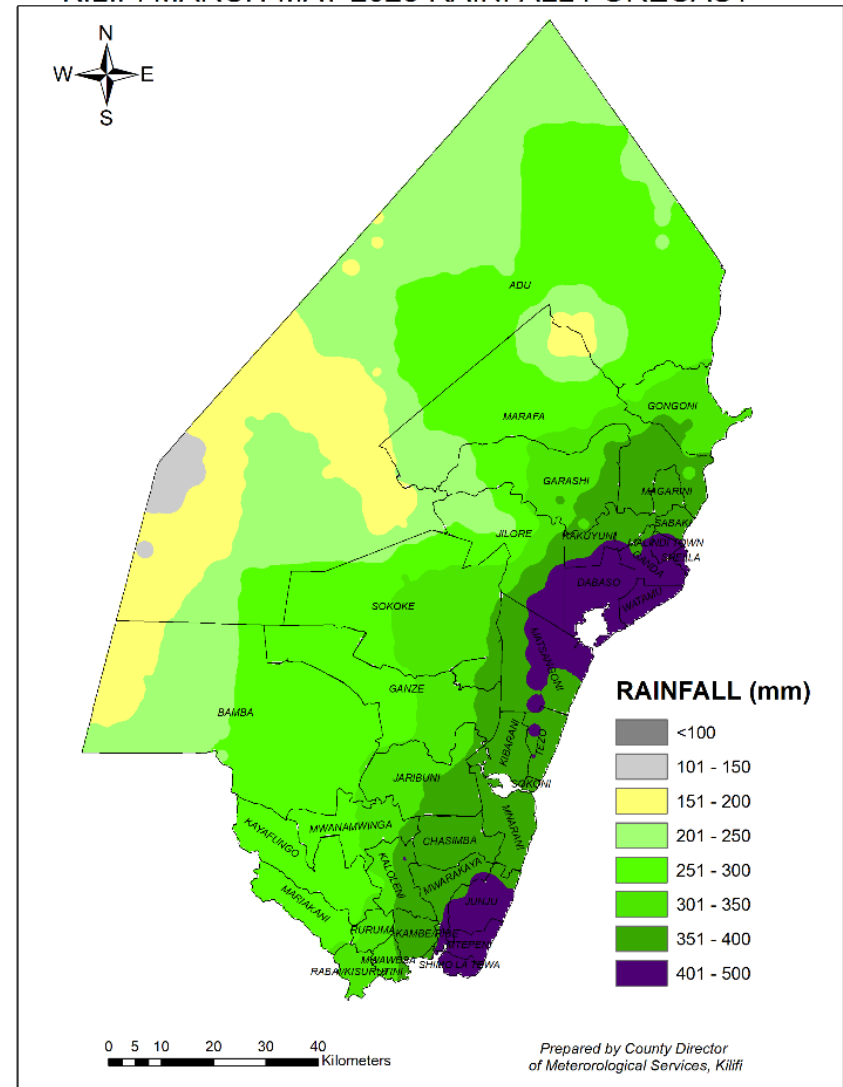 N
W E
S
ADU
MARAFA
GONGONI
GARASHI
MAGARINI
SABAKI
JILORE
KAKUYUNI
MALINDI TOWN
SHELLA
GANDA
DABASO
WATAMU
SOKOKE
MATSANGONI
GANZE
BAMBA
KIBARANI
TEZO
SOKONI
JARIBUNI
MNARANI
KAYAFUNGO
MWANAMWINGA
CHASIMBA
KALOLENI
MWARAKAYA
MARIAKANI
JUNJU
RURUMA
KAMBE/RIBE
MWAWESA
SHIMO LA TEWA
RABAI/KISURUTINI
RAINFALL (mm)
<100
101 - 150
151 - 200
201 - 250
251 - 300
301 - 350
351 - 400
401 - 500
0 5 10 20 30 40
Kilometers
Prepared by County Director
of Meterorological Services, Kilifi